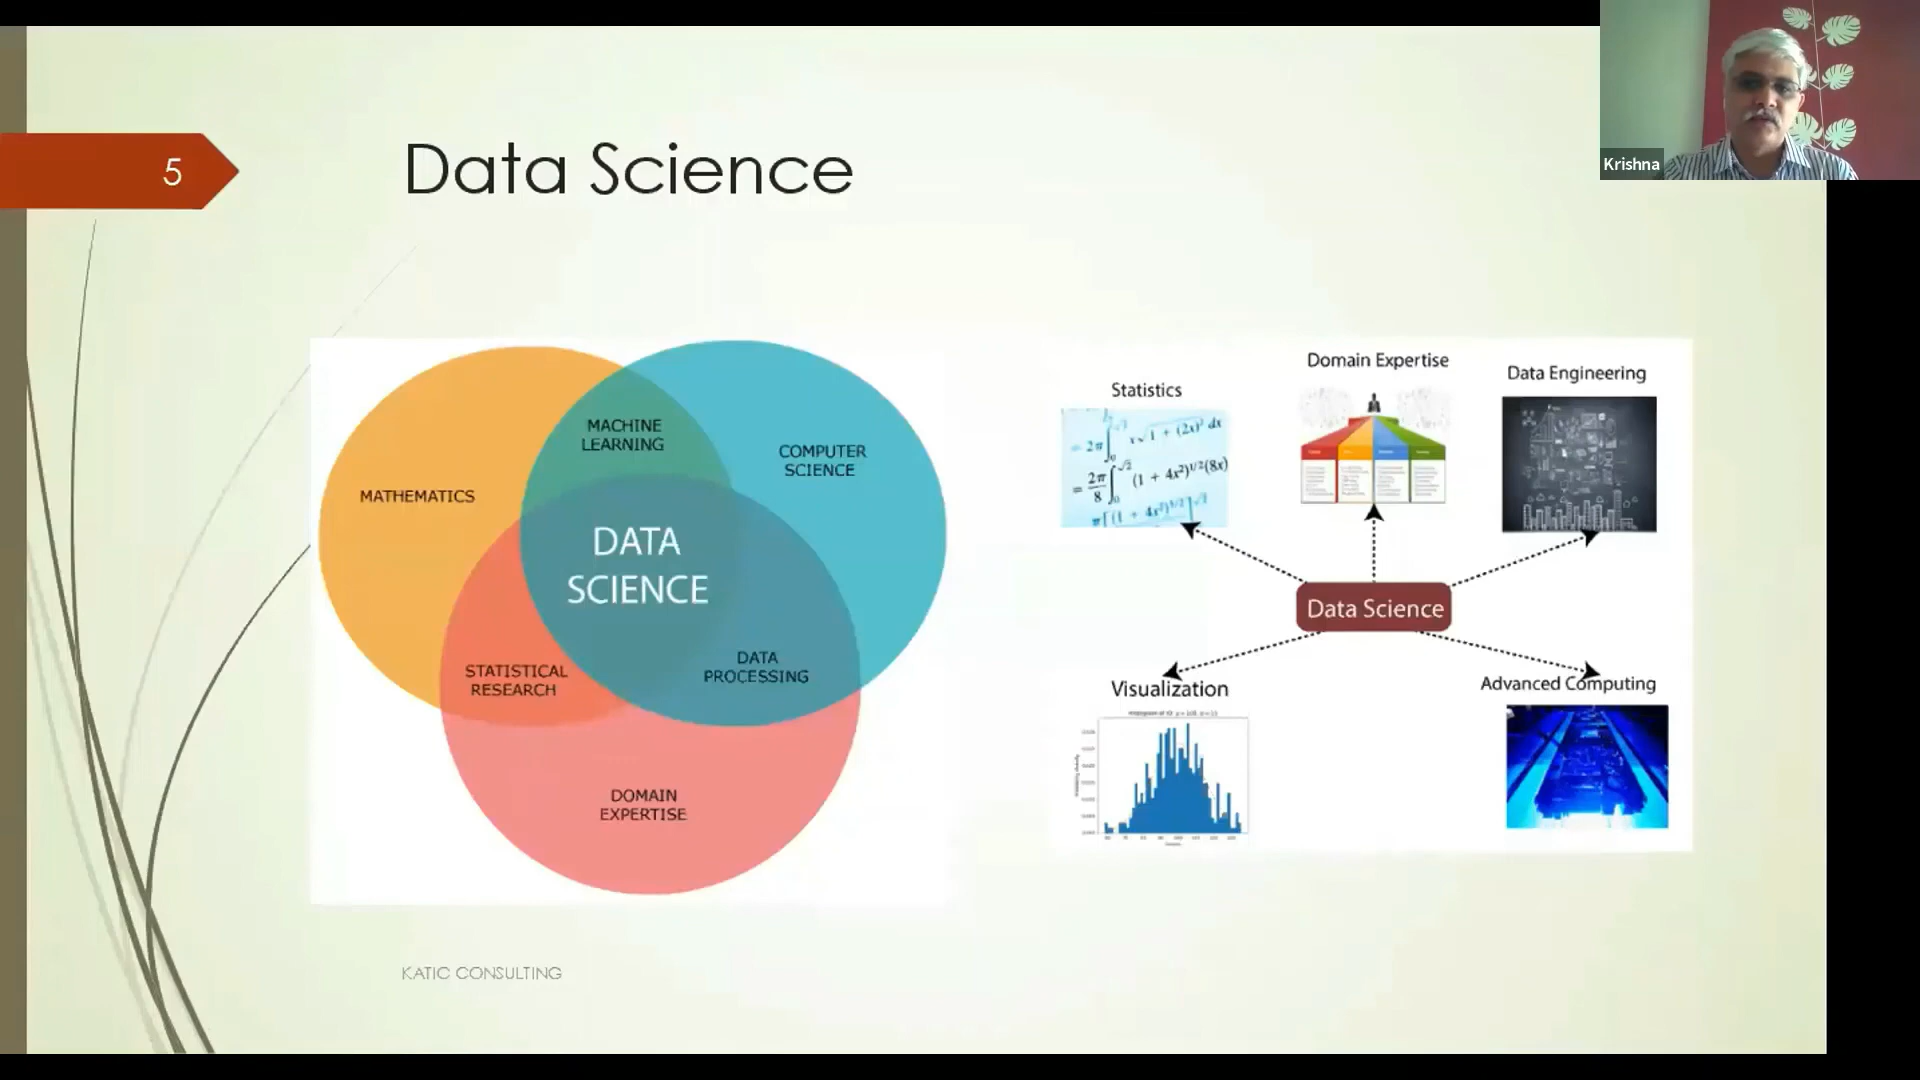 5
Data Science
Krishna
MACHINE
LEARNING
COMPUTER
SCIENCE
MATHEMATICS
DATA
SCIENCE
STATISTICAL
RESEARCH
DATA
PROCESSING
DOMAIN
EXPERTISE
Statistics
Domain Expertise
Data Engineering
Data Science
Visualization
Advanced Computing
KATIC CONSULTING